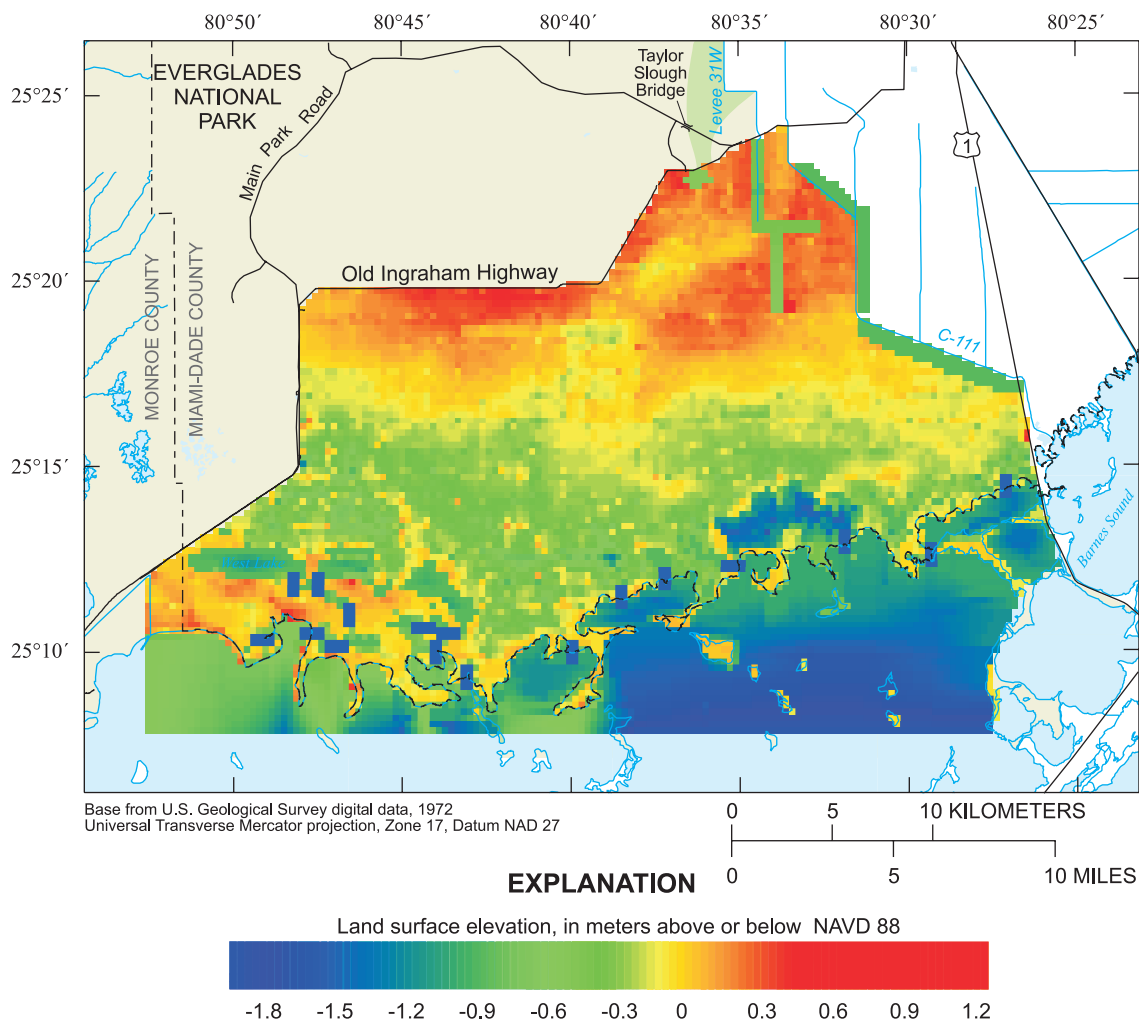 80°50′ 80°45′ 80°40′ 80°35′ 80°30′ 80°25′
EVERGLADES
NATIONAL
PARK
Taylor
Slough
Bridge
Levee 31W
25°25′
Main Park Road
1
25°20′
Old Ingraham Highway
MONROE COUNTY
MIAMI-DADE COUNTY
C-111
25°15′
Barnes Sound
25°10′
Base from U.S. Geological Survey digital data, 1972
Universal Transverse Mercator projection, Zone 17, Datum NAD 27
0 5 10 KILOMETERS
0 5 10 MILES
EXPLANATION
Land surface elevation, in meters above or below NAVD 88
-1.8 -1.5 -1.2 -0.9 -0.6 -0.3 0 0.3 0.6 0.9 1.2